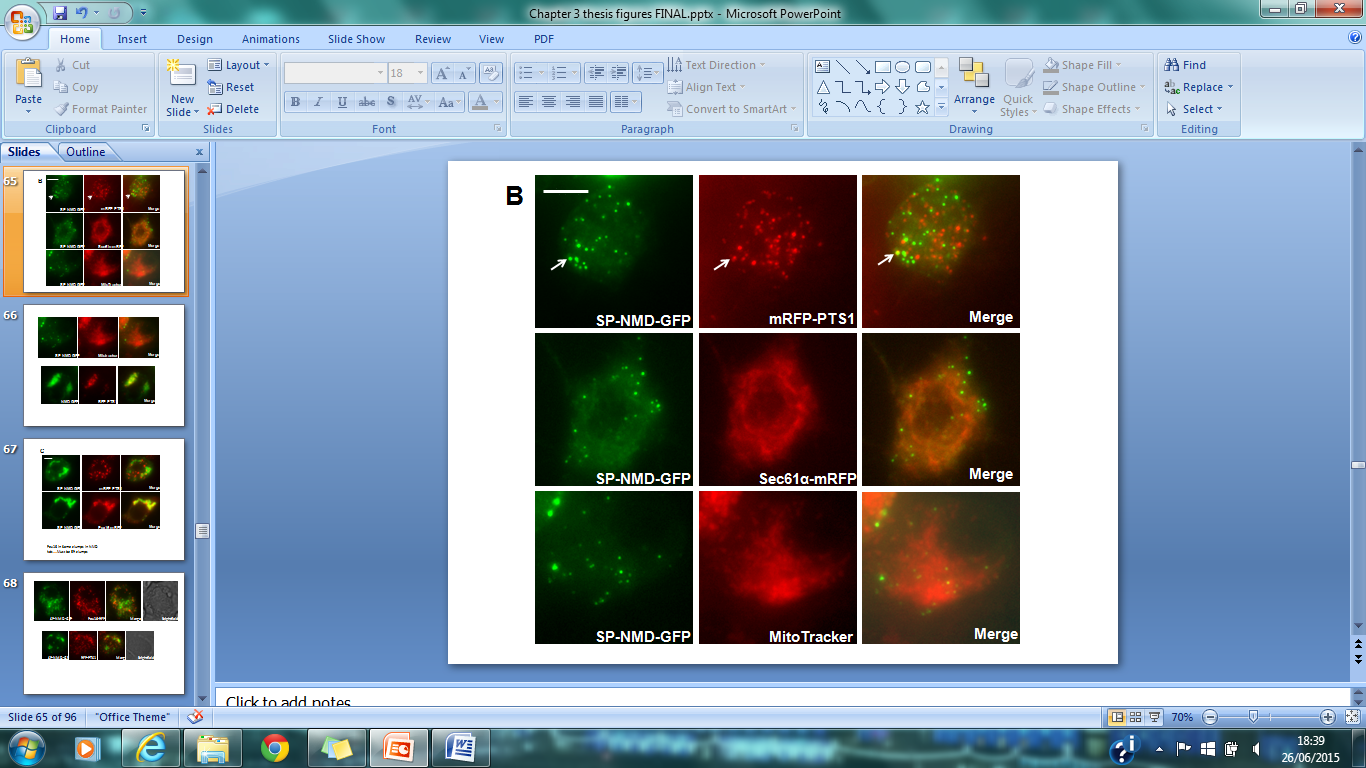 Chapter 3 thesis figures FINAL.pptx - Microsoft PowerPoint
Home Insert Design Animations Slide Show Review View PDF
Paste
Cut
Copy
Format Painter
Clipboard
New Slide
Layout
Reset
Delete
Slides
18
B I U abc S AV Aa A
Font
Text Direction
Align Text
Convert to SmartArt
Paragraph
Arrange
Quick Styles
Shape Fill
Shape Outline
Shape Effects
Drawing
Find
Replace
Select
Editing
Slides Outline x
65
66
67
68
B
SP-NMD-GFP mRFP-PTS1 Merge
SP-NMD-GFP Sec61α-mRFP Merge
SP-NMD-GFP MitoTracker Merge
Click to add notes
Slide 65 of 96 "Office Theme" 70%
18:39
26/06/2015